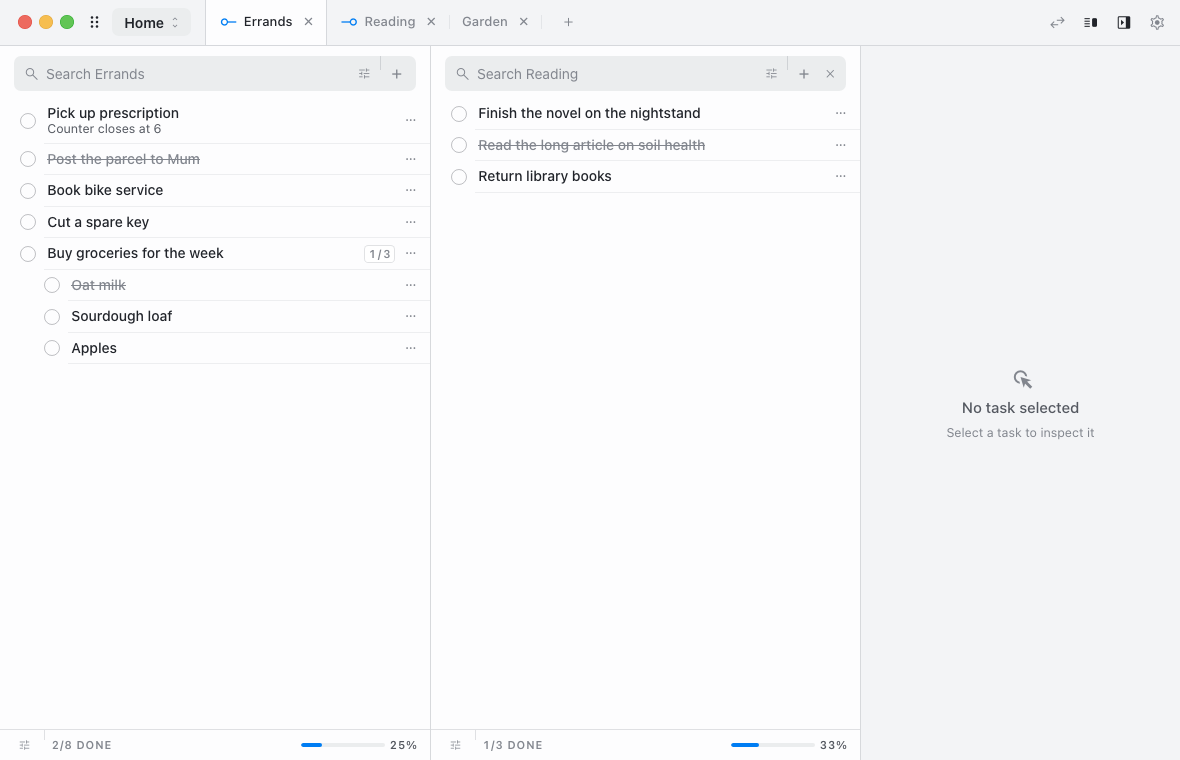 Home
Errands
Reading
Garden
Search Errands
Pick up prescription
Counter closes at 6
Post the parcel to Mum
Book bike service
Cut a spare key
Buy groceries for the week
1/3
Oat milk
Sourdough loaf
Apples
2/8 DONE
25%
Search Reading
Finish the novel on the nightstand
Read the long article on soil health
Return library books
1/3 DONE
33%
No task selected
Select a task to inspect it